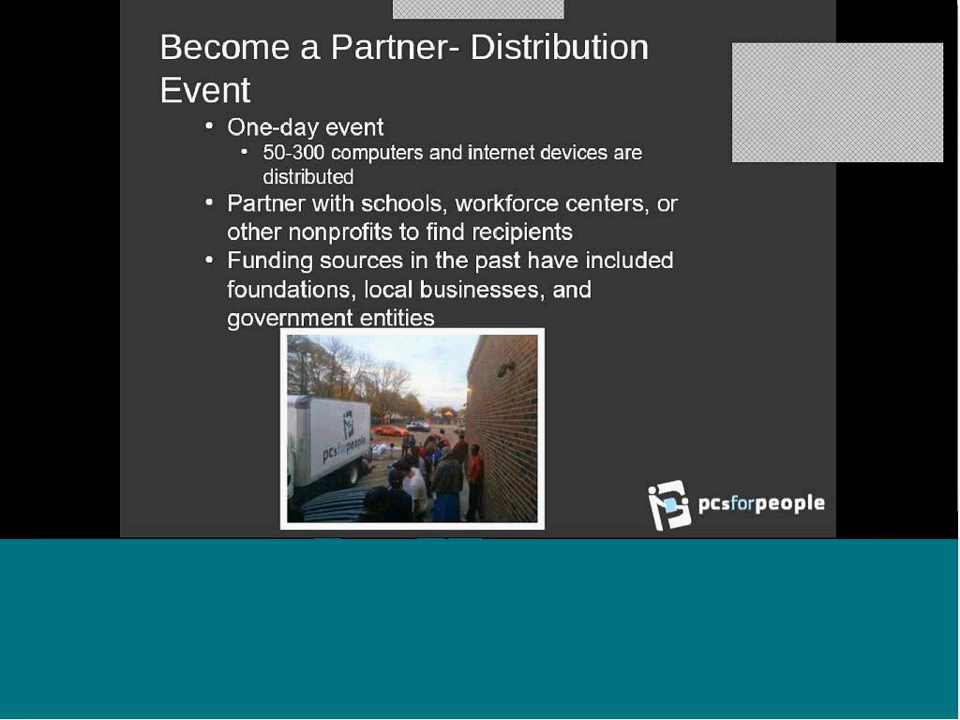 Become a Partner- Distribution
Event
• One-day event
• 50-300 computers and internet devices are
distributed
• Partner with schools, workforce centers, or
other nonprofits to find recipients
• Funding sources in the past have included
foundations, local businesses, and
government entities
pcsforpeople
pcsforpeople